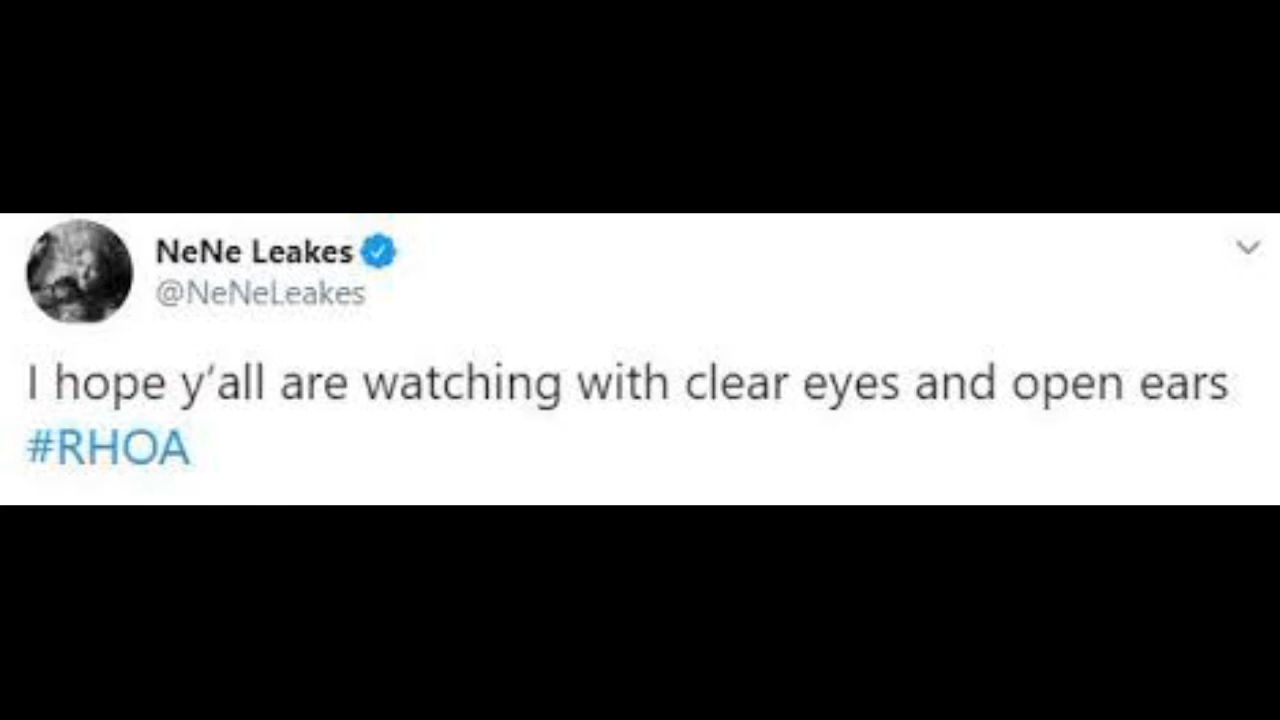 NeNe Leakes
@NeNeLeakes
I hope y'all are watching with clear eyes and open ears
#RHOA